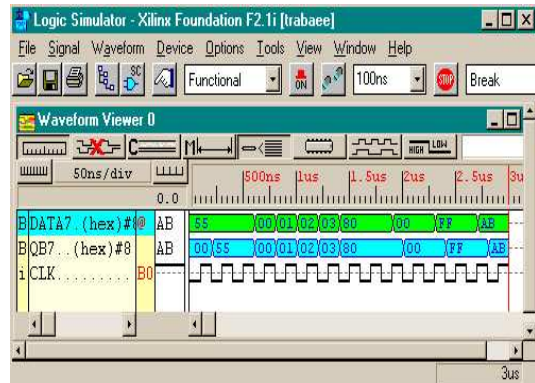 Logic Simulator - Xilinx Foundation F2.1i [trabaee]
File Signal Waveform Device Options Tools View Window Help
SC Functional ON 100ns STOP Break
Waveform Viewer 0
HIGH LOW
50ns/div 500ns 1us 1.5us 2us 2.5us 3u
0.0
B DATA7.(hex)#8 AB 55 00 01 02 03 80 00 FF AB
B QB7..(hex)#8 AB 00 55 00 01 02 03 80 00 FF AB
i CLK......... B0
3us